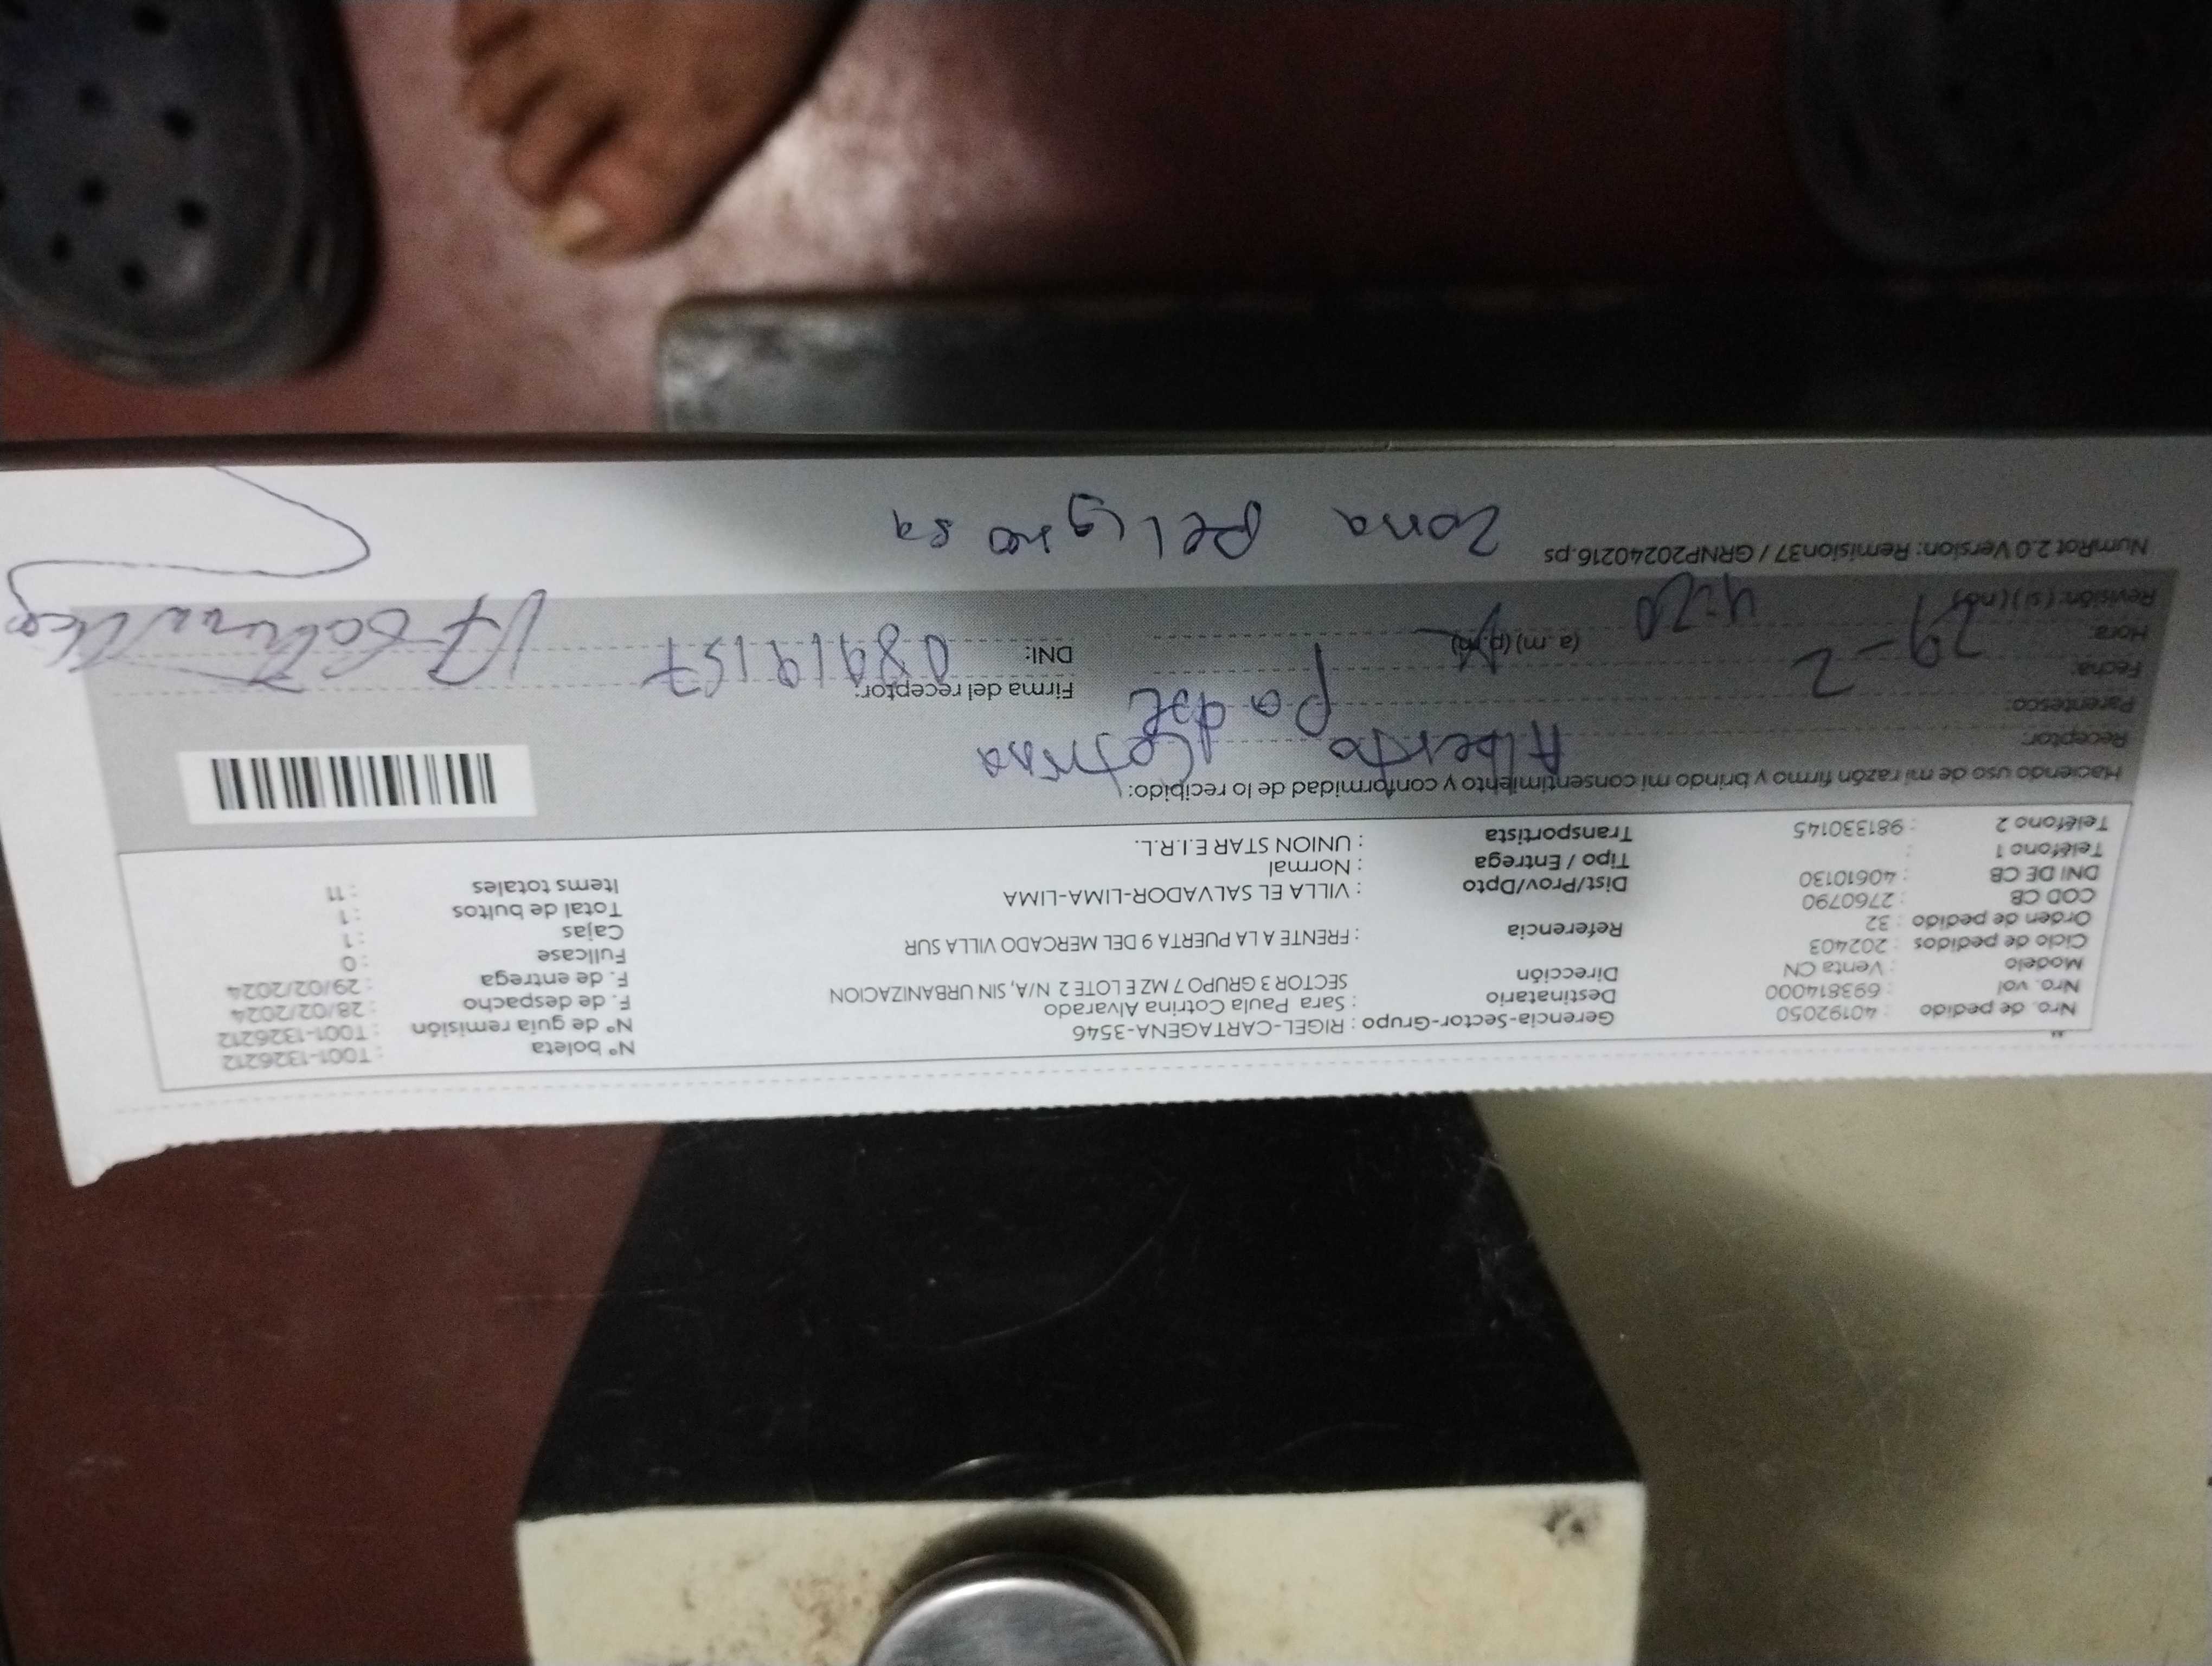 Nro. de pedido : 40192050
Nro. vol : 693814000
Modelo : Venta CN
Ciclo de pedidos : 202403
Orden de pedido : 32
COD CB : 2760790
DNI DE CB : 40610130
Teléfono 1 :
Teléfono 2 : 981330145
Gerencia-Sector-Grupo : RIGEL-CARTAGENA-3546
Destinatario : Sara Paula Cotrina Alvarado
Dirección SECTOR 3 GRUPO 7 MZ E LOTE 2 N/A, SIN URBANIZACION
Referencia : FRENTE A LA PUERTA 9 DEL MERCADO VILLA SUR
Dist/Prov/Dpto : VILLA EL SALVADOR-LIMA-LIMA
Tipo / Entrega : Normal
Transportista : UNION STAR E.I.R.L.
N° boleta : T001-1326212
N° de guía remisión : T001-1326212
F. de despacho : 28/02/2024
F. de entrega : 29/02/2024
Fullcase : 0
Cajas : 1
Total de bultos : 1
Items totales : 11
Haciendo uso de mi razón firmo y brindo mi consentimiento y conformidad de lo recibido:
Receptor: Alberto Cotrina
Parentesco: Padre
Fecha: 29-2
Hora: 4:20 (a.m) (p.m)
Revisión: (si) (no)
Firma del receptor:
DNI: 08919157
NumRot 2.0 Version: Remision37 / GRNP20240216.ps
Zona peligrosa